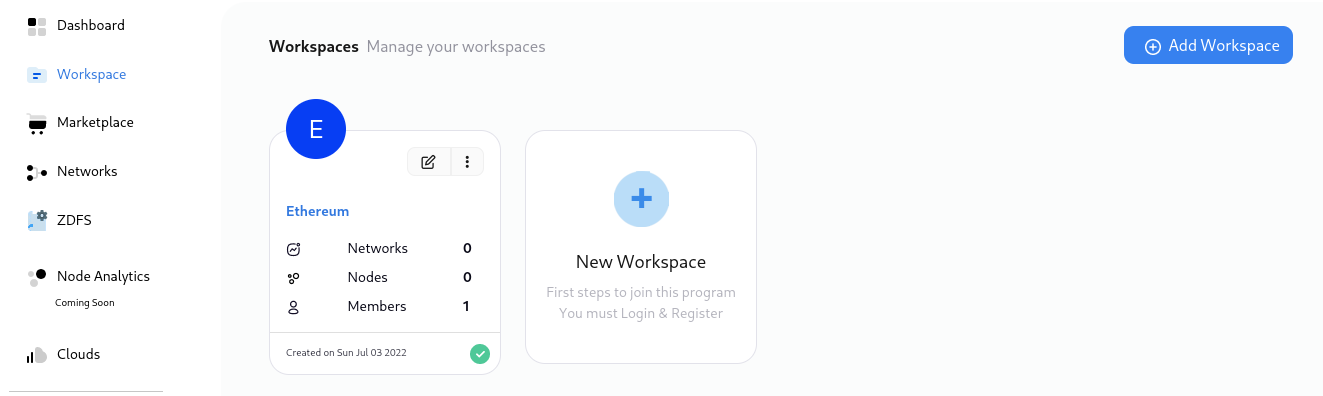 Dashboard
Workspace
Marketplace
Networks
ZDFS
Node Analytics
Coming Soon
Clouds
Workspaces Manage your workspaces
Add Workspace
E
Ethereum
Networks 0
Nodes 0
Members 1
Created on Sun Jul 03 2022
New Workspace
First steps to join this program
You must Login & Register